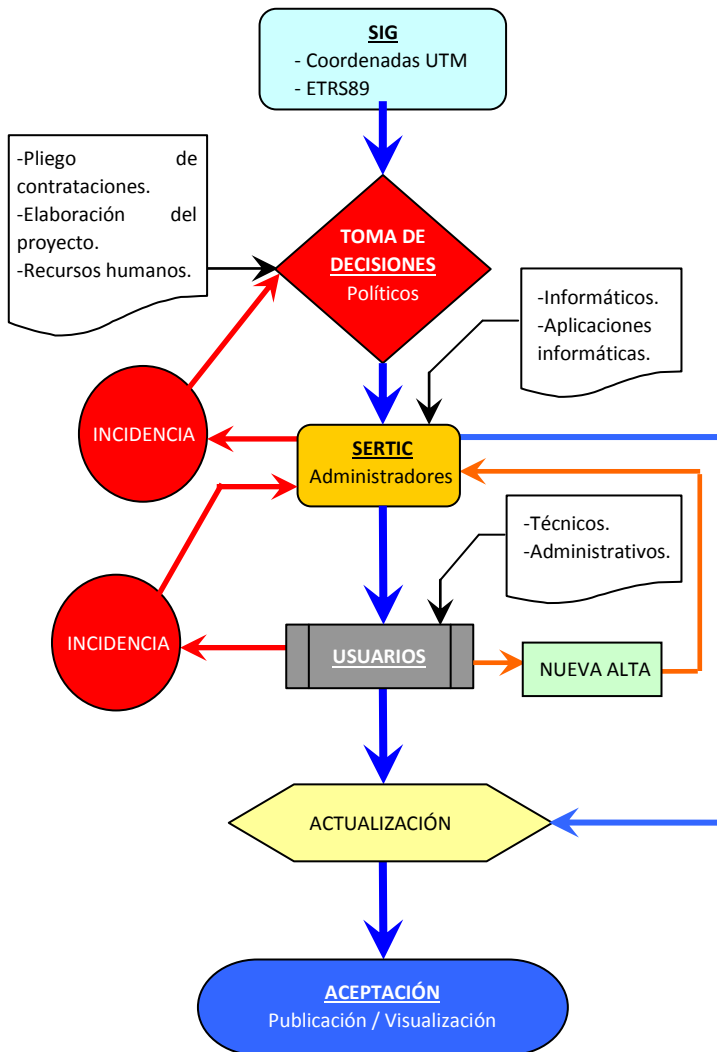 SIG
- Coordenadas UTM
- ETRS89
-Pliego de
contrataciones.
-Elaboración del
proyecto.
-Recursos humanos.
TOMA DE
DECISIONES
Políticos
-Informáticos.
-Aplicaciones
informáticas.
INCIDENCIA
SERTIC
Administradores
-Técnicos.
-Administrativos.
INCIDENCIA
USUARIOS
NUEVA ALTA
ACTUALIZACIÓN
ACEPTACIÓN
Publicación / Visualización